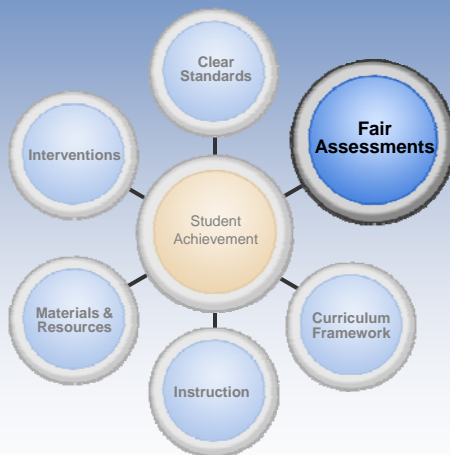 Clear
Standards
Fair
Assessments
Interventions
Student
Achievement
Materials &
Resources
Curriculum
Framework
Instruction